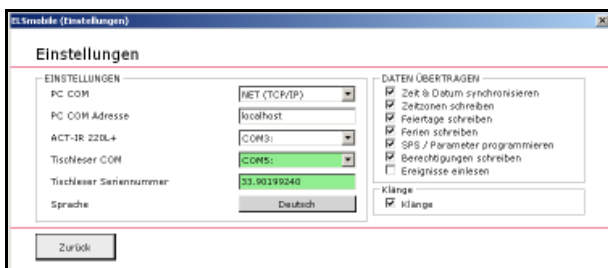 ELSmobile (Einstellungen)
Einstellungen
EINSTELLUNGEN
PC COM
NET (TCP/IP)
PC COM Adresse
localhost
ACT-IR 220L+
COM3:
Tischleser COM
COM5:
Tischleser Seriennummer
33.90199240
Sprache
Deutsch
DATEN ÜBERTRAGEN
Zeit & Datum synchronisieren
Zeitzonen schreiben
Feiertage schreiben
Ferien schreiben
SPS / Parameter programmieren
Berechtigungen schreiben
Ereignisse einlesen
Klänge
Klänge
Zurück